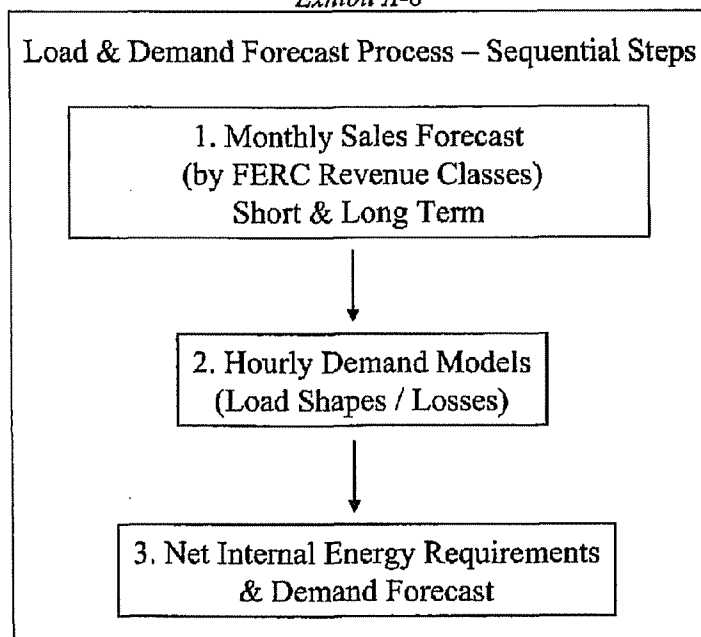 Load & Demand Forecast Process – Sequential Steps
1. Monthly Sales Forecast
(by FERC Revenue Classes)
Short & Long Term
2. Hourly Demand Models
(Load Shapes / Losses)
3. Net Internal Energy Requirements
& Demand Forecast